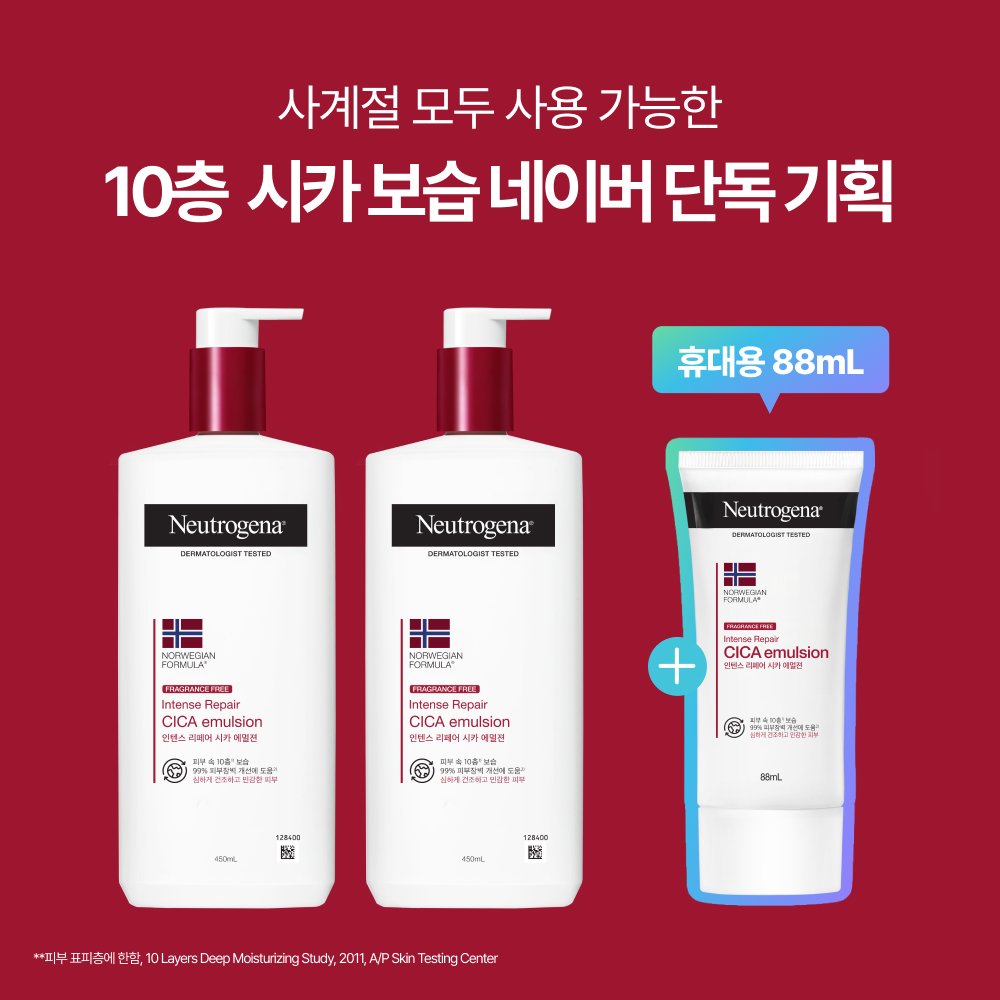 사계절 모두 사용 가능한
10층 시카 보습 네이버 단독 기획
휴대용 88mL
Neutrogena®
DERMATOLOGIST TESTED
NORWEGIAN
FORMULA®
FRAGRANCE FREE
Intense Repair
CICA emulsion
인텐스 리페어 시카 에멀젼
피부 속 10층¹⁾ 보습
99% 피부장벽 개선에 도움²⁾
심하게 건조하고 민감한 피부
128400
450mL
Neutrogena®
DERMATOLOGIST TESTED
NORWEGIAN
FORMULA®
FRAGRANCE FREE
Intense Repair
CICA emulsion
인텐스 리페어 시카 에멀젼
피부 속 10층¹⁾ 보습
99% 피부장벽 개선에 도움²⁾
심하게 건조하고 민감한 피부
128400
450mL
+
Neutrogena®
DERMATOLOGIST TESTED
NORWEGIAN
FORMULA®
FRAGRANCE FREE
Intense Repair
CICA emulsion
인텐스 리페어 시카 에멀젼
피부 속 10층¹⁾ 보습
99% 피부장벽 개선에 도움²⁾
심하게 건조하고 민감한 피부
88mL
**피부 표피층에 한함, 10 Layers Deep Moisturizing Study, 2011, A/P Skin Testing Center